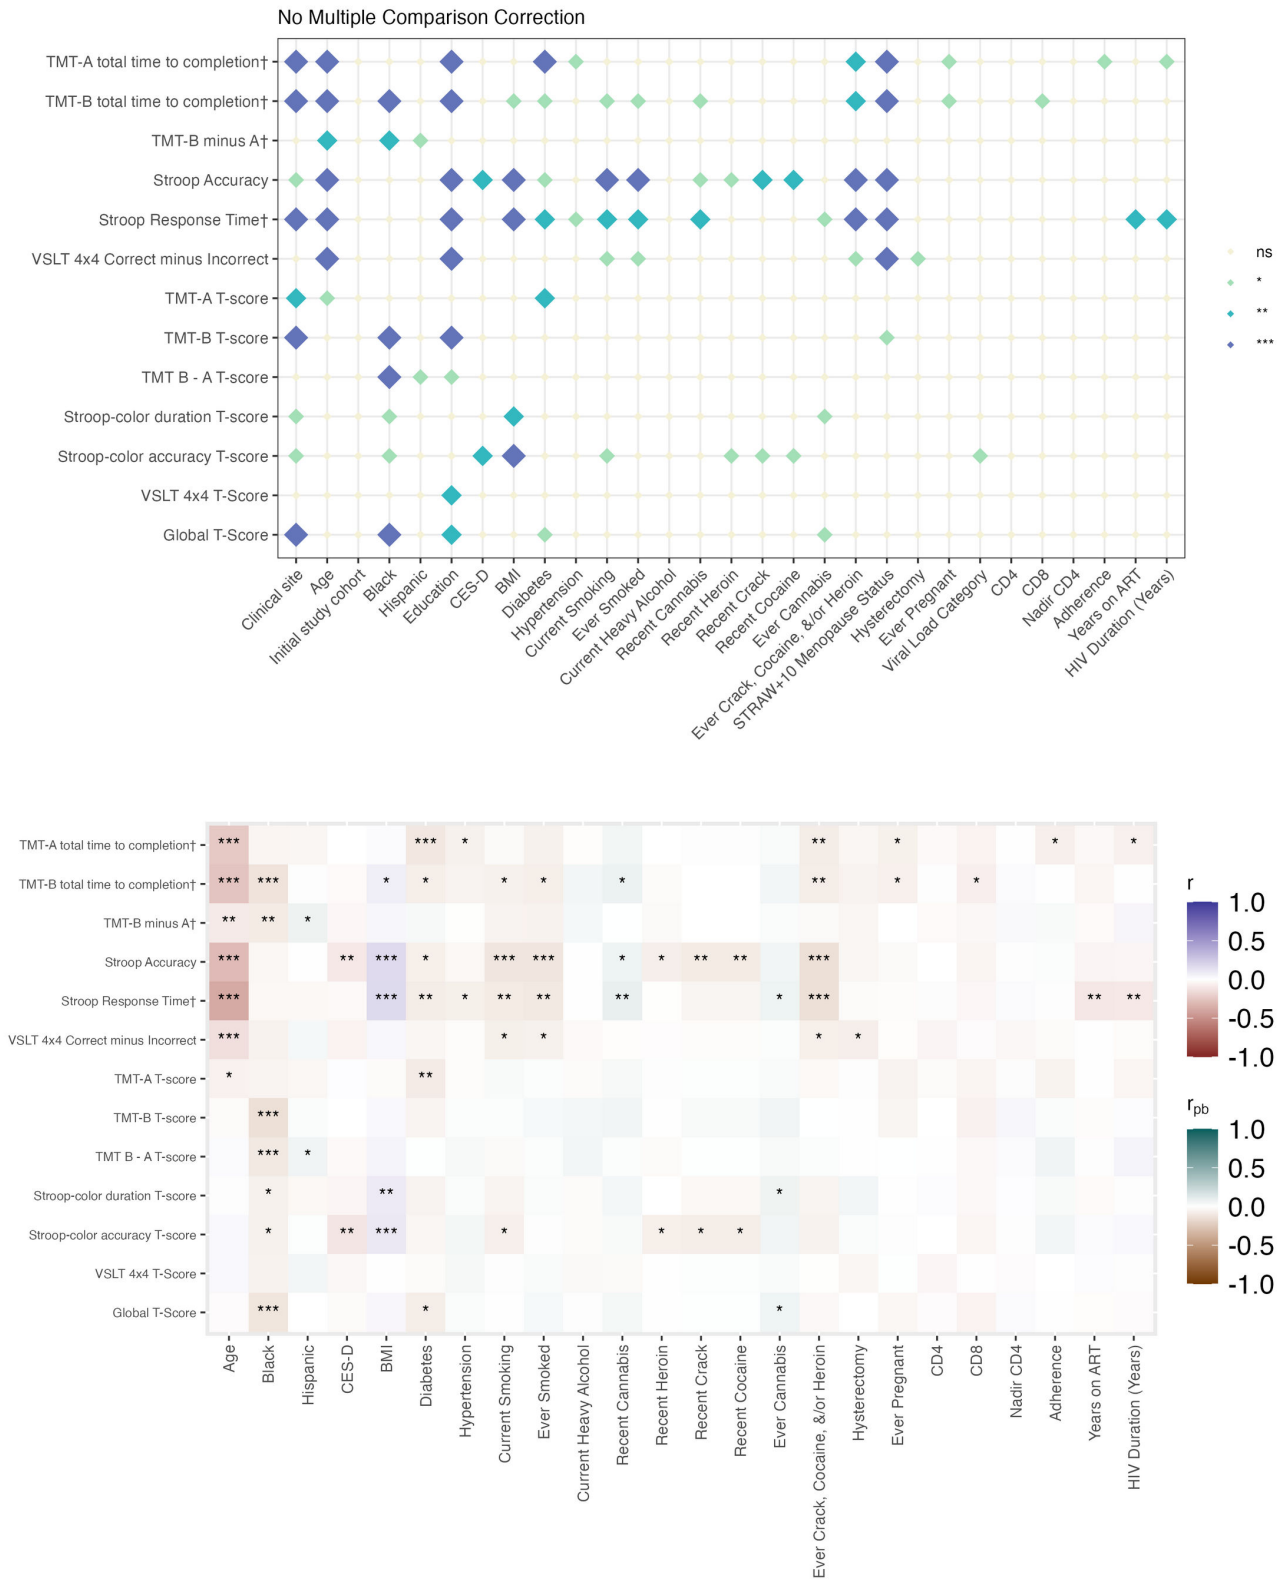 No Multiple Comparison Correction
TMT-A total time to completion†
TMT-B total time to completion†
TMT-B minus A†
Stroop Accuracy
Stroop Response Time†
VSLT 4x4 Correct minus Incorrect
TMT-A T-score
TMT-B T-score
TMT B - A T-score
Stroop-color duration T-score
Stroop-color accuracy T-score
VSLT 4x4 T-Score
Global T-Score
ns
*
**
***
Clinical site
Age
Initial study cohort
Black
Hispanic
Education
CES-D
BMI
Diabetes
Hypertension
Current Smoking
Ever Smoked
Current Heavy Alcohol
Recent Cannabis
Recent Heroin
Recent Crack
Recent Cocaine
Ever Cannabis
Ever Crack, Cocaine, &/or Heroin
STRAW+10 Menopause Status
Hysterectomy
Ever Pregnant
Viral Load Category
CD4
CD8
Nadir CD4
Adherence
Years on ART
HIV Duration (Years)
TMT-A total time to completion† *** *** * ** * * *
TMT-B total time to completion† *** *** * * * * * ** * *
TMT-B minus A† ** ** *
Stroop Accuracy *** ** *** * *** *** * * ** ** ***
Stroop Response Time† *** *** ** * ** ** ** * *** ** **
VSLT 4x4 Correct minus Incorrect *** * * * *
TMT-A T-score * **
TMT-B T-score ***
TMT B - A T-score *** *
Stroop-color duration T-score * ** *
Stroop-color accuracy T-score * ** *** * * * *
VSLT 4x4 T-Score
Global T-Score *** * *
Age
Black
Hispanic
CES-D
BMI
Diabetes
Hypertension
Current Smoking
Ever Smoked
Current Heavy Alcohol
Recent Cannabis
Recent Heroin
Recent Crack
Recent Cocaine
Ever Cannabis
Ever Crack, Cocaine, &/or Heroin
Hysterectomy
Ever Pregnant
CD4
CD8
Nadir CD4
Adherence
Years on ART
HIV Duration (Years)
r
1.0
0.5
0.0
-0.5
-1.0
rpb
1.0
0.5
0.0
-0.5
-1.0